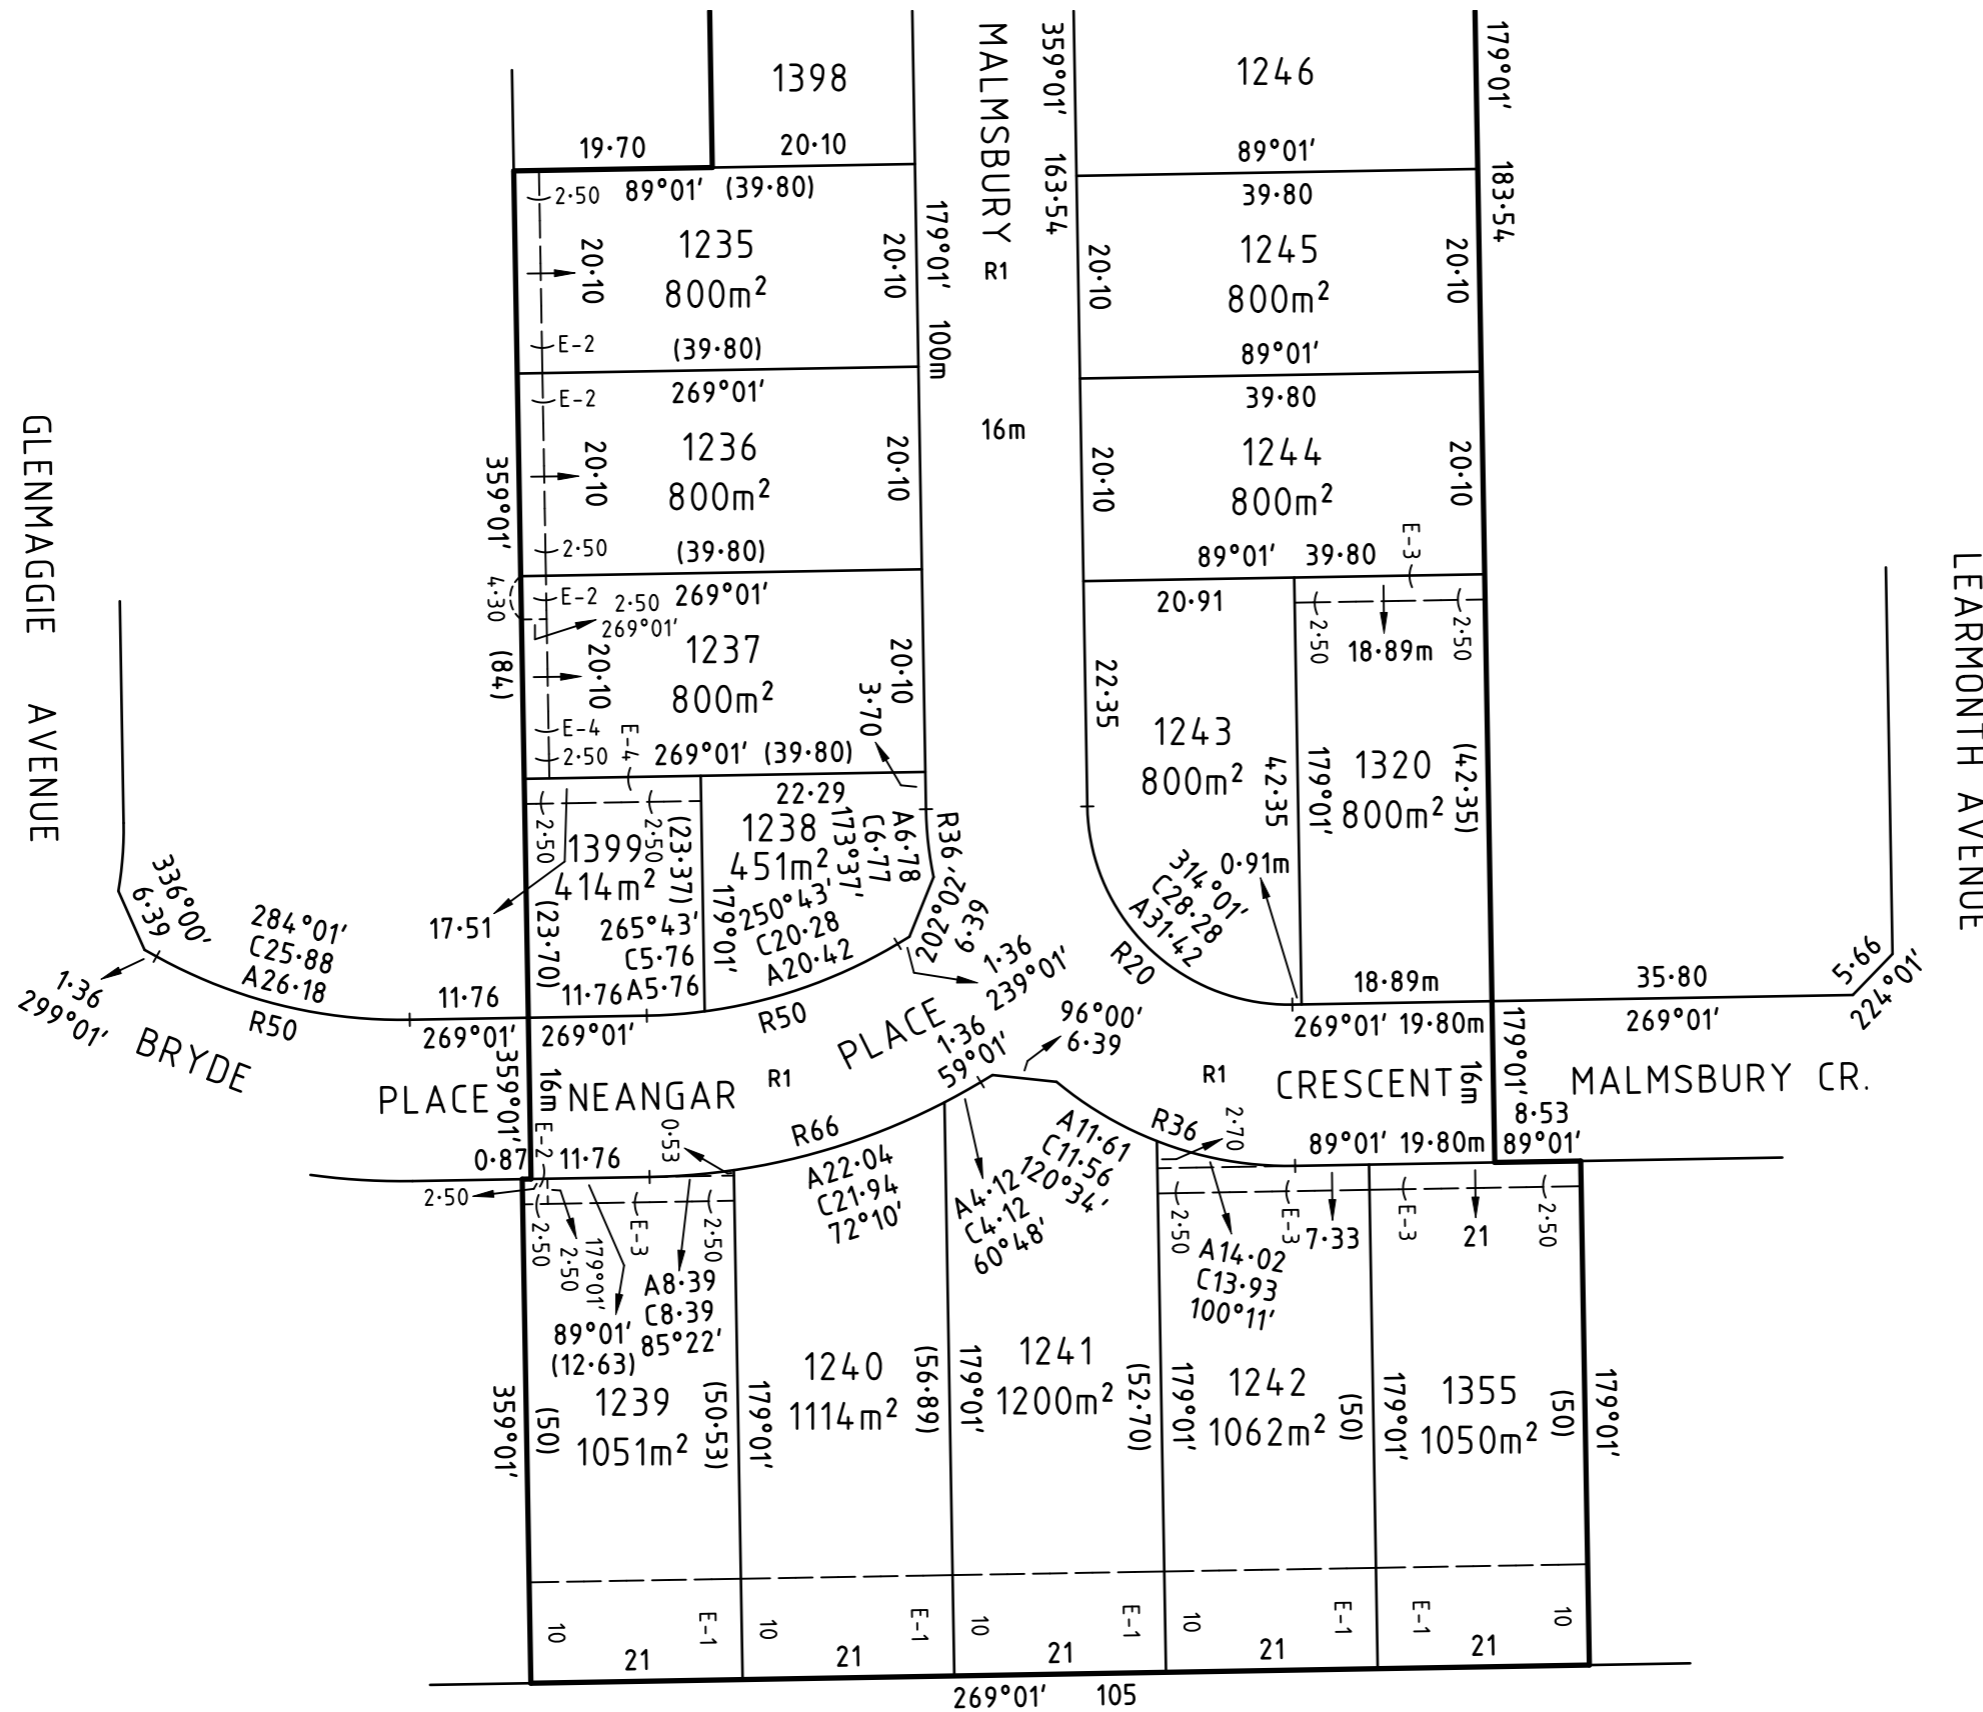 1398
1246
MALMSBURY
359°01' 163·54
179°01' 183·54
19·70
20·10
89°01'
2·50
89°01' (39·80)
39·80
1235
800m²
20·10
20·10
179°01' 100m
R1
1245
800m²
20·10
20·10
E-2
(39·80)
89°01'
E-2
269°01'
39·80
16m
1236
800m²
20·10
20·10
1244
800m²
20·10
20·10
GLENMAGGIE AVENUE
LEARMONTH AVENUE
359°01' (84)
2·50
(39·80)
89°01' 39·80
E-3
4·30
E-2
2·50
269°01'
269°01'
1237
800m²
20·10
20·10
3·70
20·91
2·50
18·89m
2·50
E-4
2·50
E-4
269°01' (39·80)
22·35
1243
800m²
42·35
179°01'
1320
800m²
(42·35)
2·50
1399
414m²
2·50
(23·37)
(23·70)
17·51
265°43'
C5·76
A5·76
22·29
1238
451m²
173°37'
C6·77
A6·78
R36
179°01'
250°43'
C20·28
A20·42
202°02'
6·39
314°01'
C28·28
A31·42
R20
0·91m
336°00'
6·39
284°01'
C25·88
A26·18
R50
1·36
299°01'
11·76
269°01'
11·76
269°01'
R50
1·36
239°01'
18·89m
269°01' 19·80m
35·80
269°01'
5·66
224°01'
BRYDE
PLACE
359°01'
16m
NEANGAR
R1
PLACE
1·36
59°01'
96°00'
6·39
R1
CRESCENT
16m
179°01'
MALMSBURY CR.
8·53
89°01'
0·87
E-2
11·76
0·53
R66
A22·04
C21·94
72°10'
A4·12
C4·12
60°48'
A11·61
C11·56
120°34'
R36
2·70
89°01' 19·80m
2·50
2·50
2·50
179°01'
E-3
2·50
89°01'
(12·63)
A8·39
C8·39
85°22'
2·50
A14·02
C13·93
100°11'
E-3
7·33
E-3
21
2·50
359°01'
(50)
1239
1051m²
(50·53)
179°01'
1240
1114m²
(56·89)
179°01'
1241
1200m²
(52·70)
179°01'
1242
1062m²
(50)
179°01'
1355
1050m²
(50)
179°01'
10
21
E-1
10
21
E-1
10
21
E-1
10
21
E-1
E-1
21
10
269°01' 105